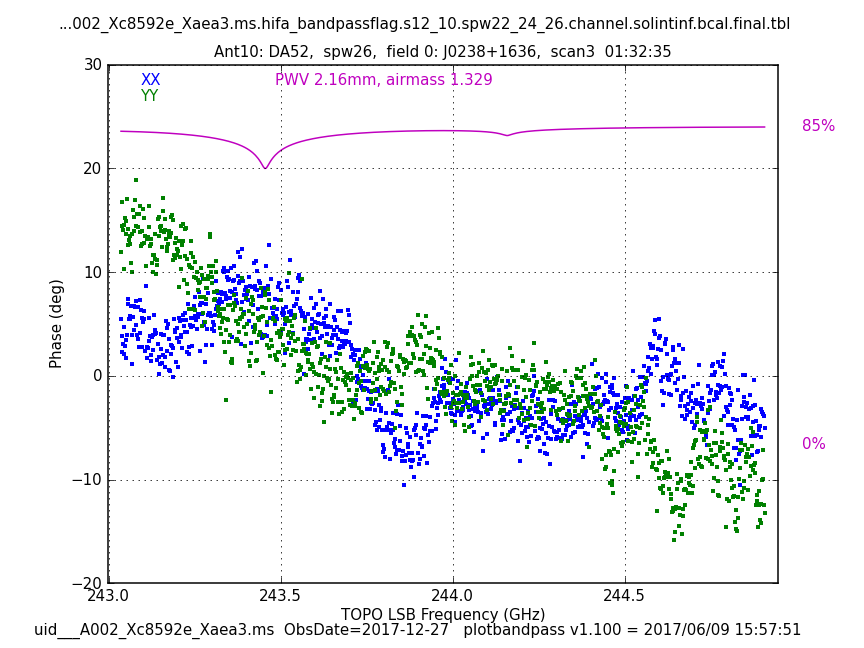 ...002_Xc8592e_Xaea3.ms.hifa_bandpassflag.s12_10.spw22_24_26.channel.solintinf.bcal.final.tbl
Ant10: DA52, spw26, field 0: J0238+1636, scan3 01:32:35
XX
YY
PWV 2.16mm, airmass 1.329
85%
0%
30
20
10
0
−10
−20
Phase (deg)
243.0 243.5 244.0 244.5
TOPO LSB Frequency (GHz)
uid___A002_Xc8592e_Xaea3.ms ObsDate=2017-12-27 plotbandpass v1.100 = 2017/06/09 15:57:51